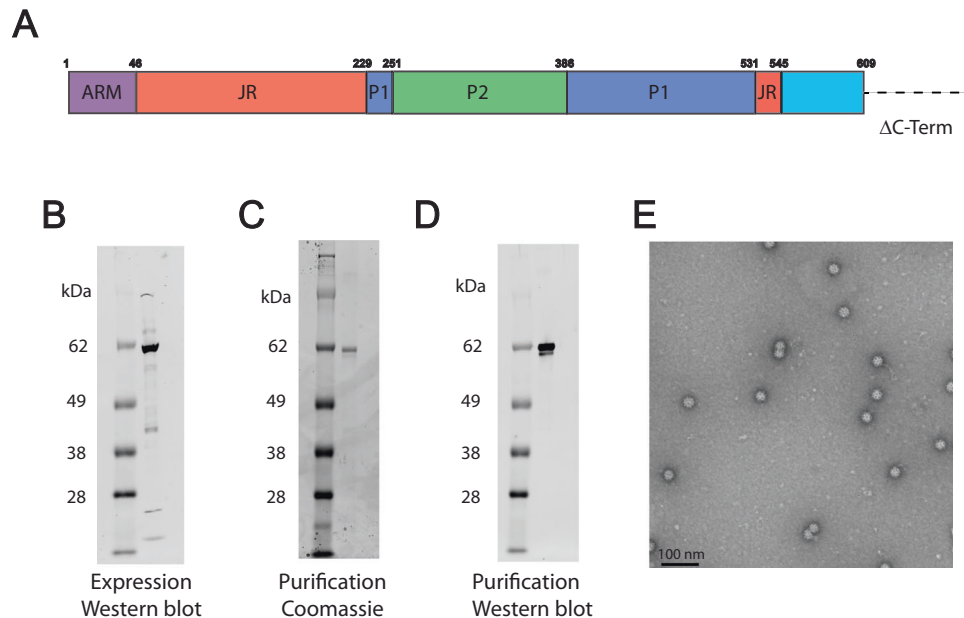 A
1 46 229 251 386 531 545 609
ARM JR P1 P2 P1 JR
ΔC-Term
B C D E
kDa
62
49
38
28
Expression
Western blot
kDa
62
49
38
28
Purification
Coomassie
kDa
62
49
38
28
Purification
Western blot
100 nm